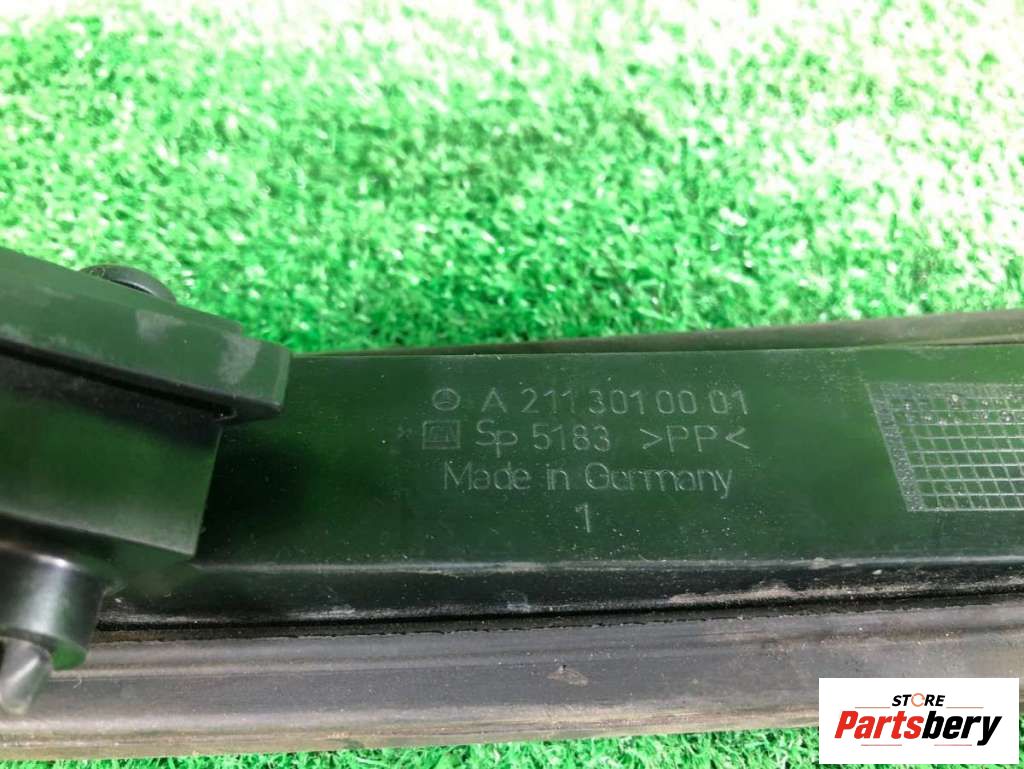 A 211 301 00 01
Sp 5183 >PP<
Made in Germany
1
STORE
Partsbery